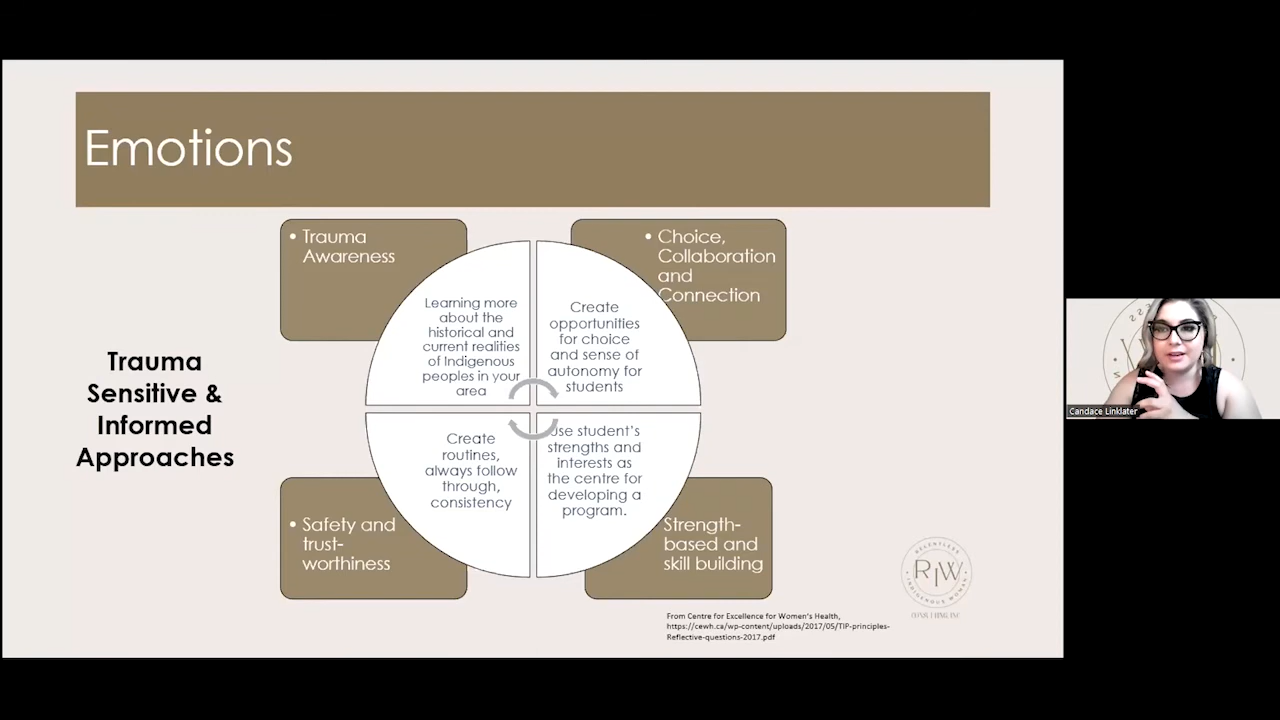 Emotions
• Trauma
Awareness
• Choice,
Collaboration
and
Connection
Learning more
about the
historical and
current realities
of Indigenous
peoples in your
area
Create
opportunities
for choice
and sense of
autonomy for
students
Trauma
Sensitive &
Informed
Approaches
Create
routines,
always follow
through,
consistency
Use student's
strengths and
interests as
the centre for
developing a
program.
• Safety and
trust-
worthiness
Strength-
based and
skill building
From Centre for Excellence for Women's Health,
https://cewh.ca/wp-content/uploads/2017/05/TIP-principles-
Reflective-questions-2017.pdf
RELENTLESS
RIW
INDIGENOUS WOMAN
Candace Linklater